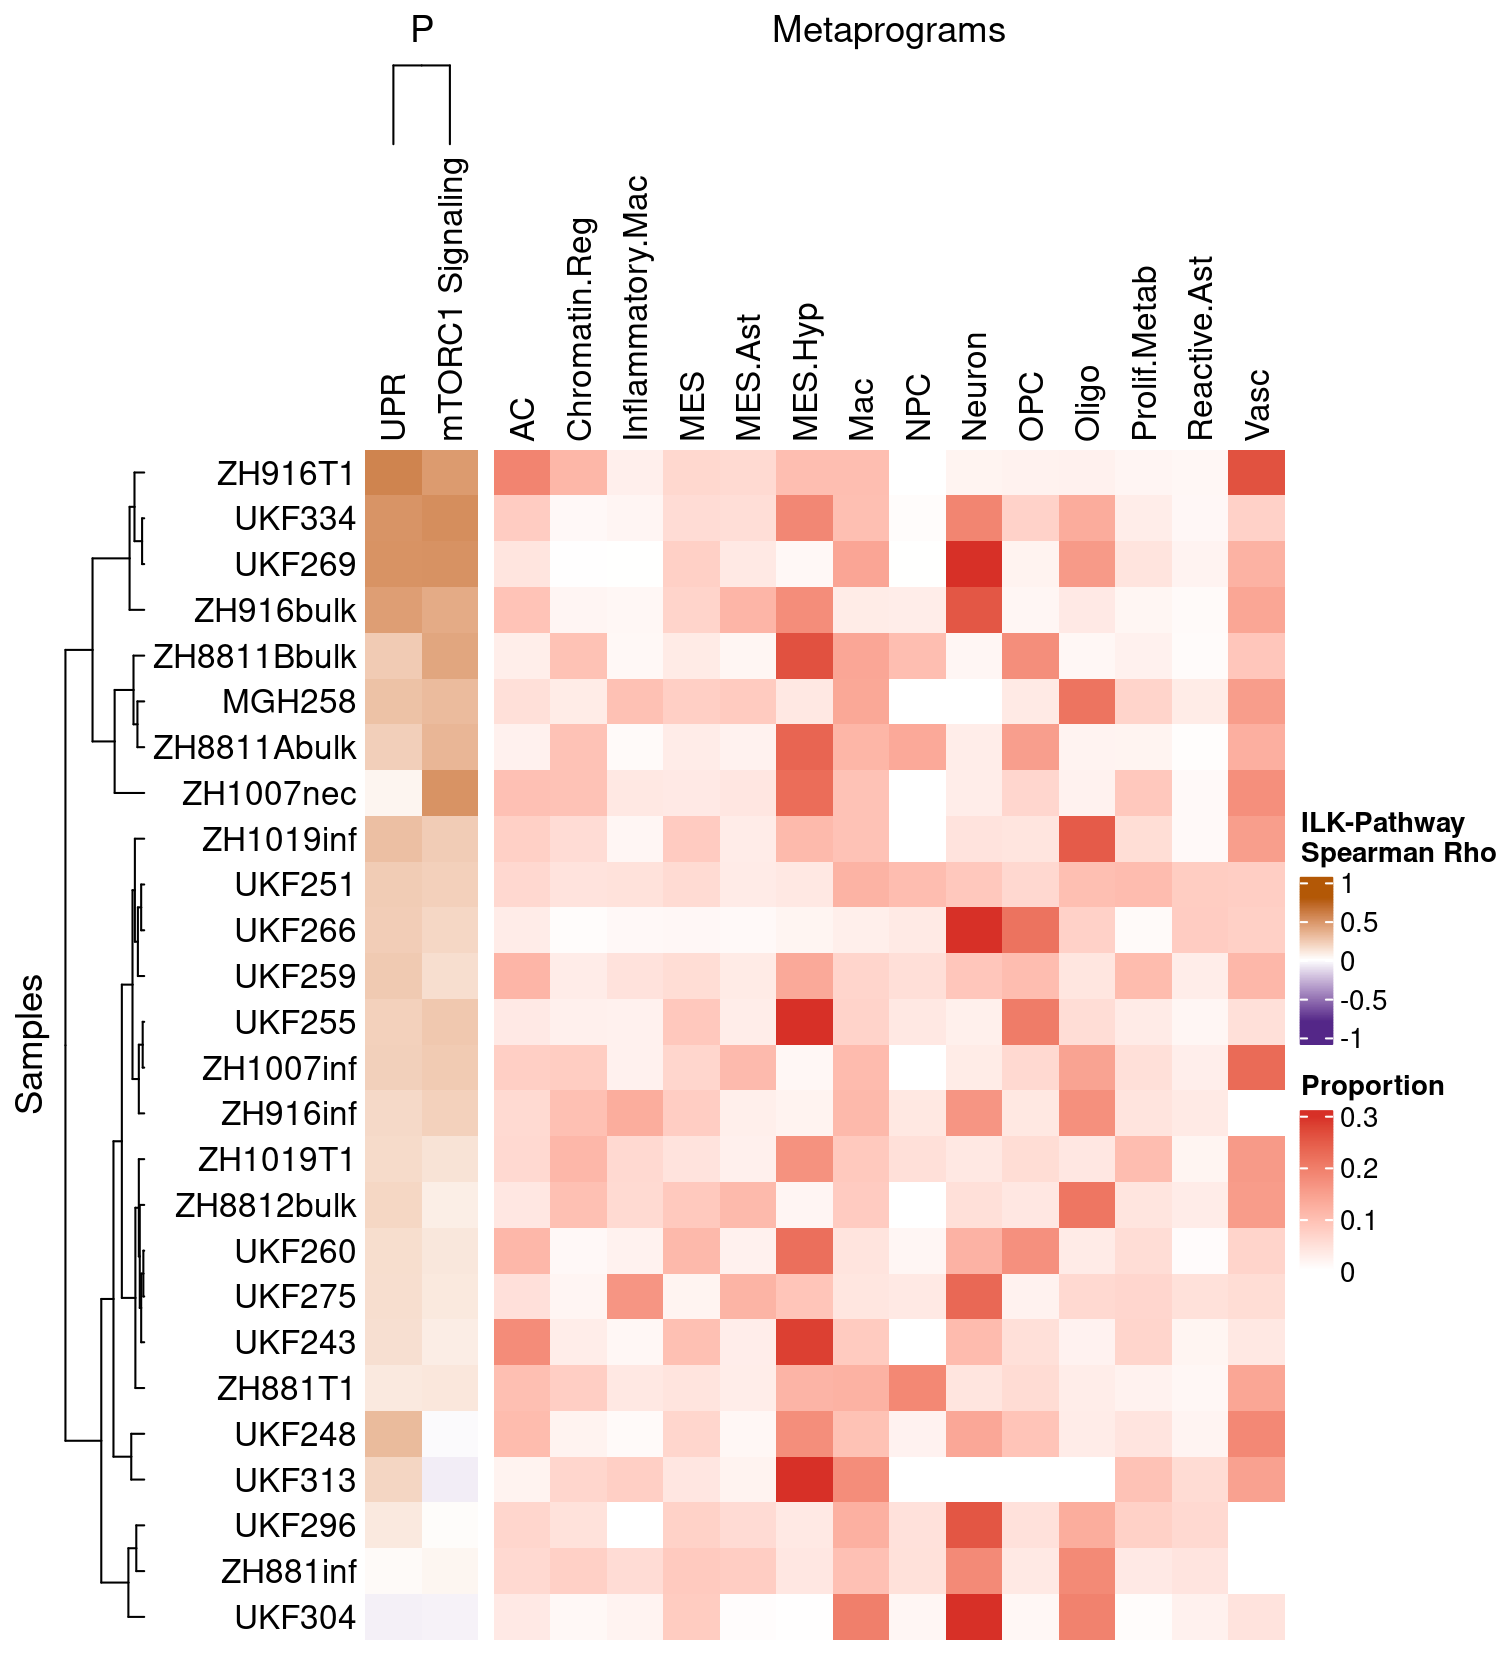 P
Metaprograms
UPR
mTORC1 Signaling
AC
Chromatin.Reg
Inflammatory.Mac
MES
MES.Ast
MES.Hyp
Mac
NPC
Neuron
OPC
Oligo
Prolif.Metab
Reactive.Ast
Vasc
Samples
ZH916T1
UKF334
UKF269
ZH916bulk
ZH8811Bbulk
MGH258
ZH8811Abulk
ZH1007nec
ZH1019inf
UKF251
UKF266
UKF259
UKF255
ZH1007inf
ZH916inf
ZH1019T1
ZH8812bulk
UKF260
UKF275
UKF243
ZH881T1
UKF248
UKF313
UKF296
ZH881inf
UKF304
ILK-Pathway
Spearman Rho
1
0.5
0
-0.5
-1
Proportion
0.3
0.2
0.1
0